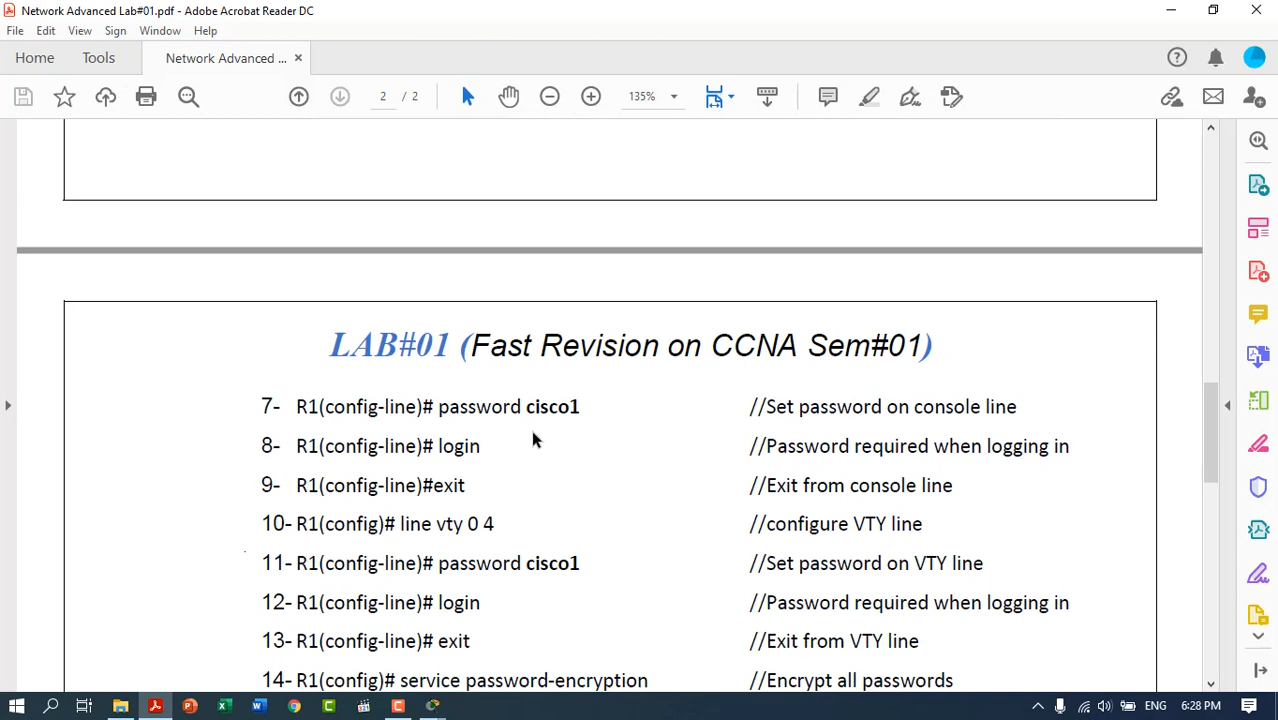 Network Advanced Lab#01.pdf - Adobe Acrobat Reader DC
File Edit View Sign Window Help
Home Tools Network Advanced ... ×
2 / 2 135%
LAB#01 (Fast Revision on CCNA Sem#01)
7- R1(config-line)# password cisco1 //Set password on console line
8- R1(config-line)# login //Password required when logging in
9- R1(config-line)#exit //Exit from console line
10- R1(config)# line vty 0 4 //configure VTY line
11- R1(config-line)# password cisco1 //Set password on VTY line
12- R1(config-line)# login //Password required when logging in
13- R1(config-line)# exit //Exit from VTY line
14- R1(config)# service password-encryption //Encrypt all passwords
ENG 6:28 PM